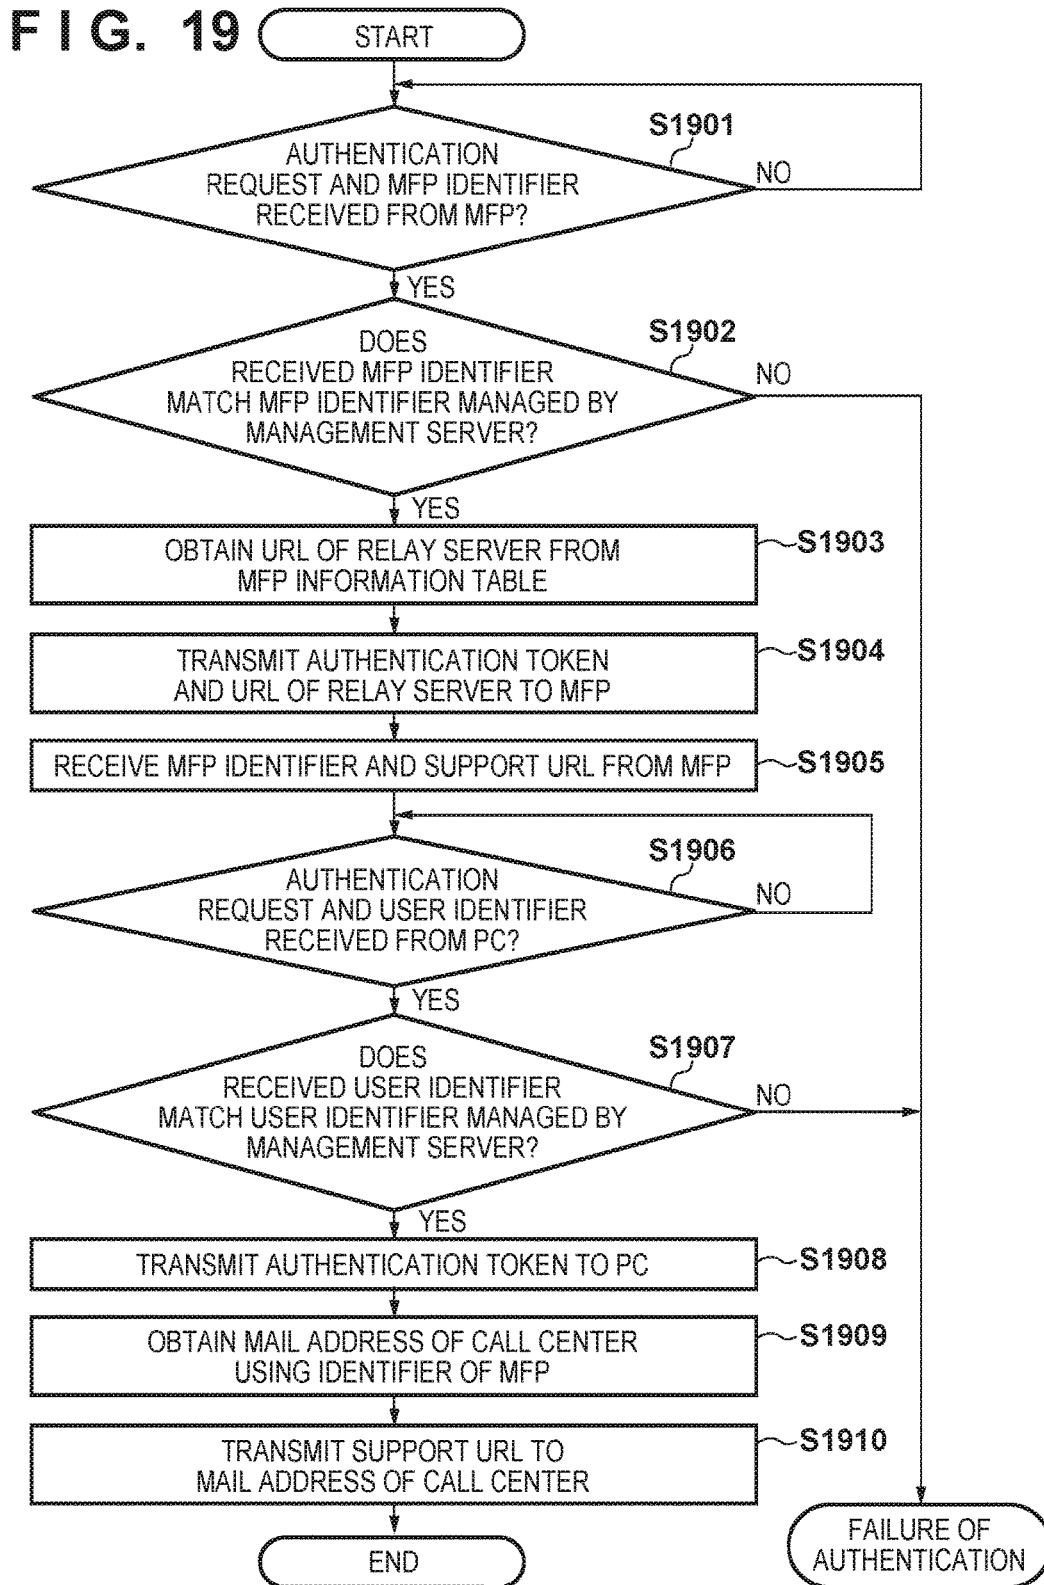 FIG. 19
START
S1901
AUTHENTICATION
REQUEST AND MFP IDENTIFIER
RECEIVED FROM MFP?
NO
YES
S1902
DOES
RECEIVED MFP IDENTIFIER
MATCH MFP IDENTIFIER MANAGED BY
MANAGEMENT SERVER?
NO
YES
OBTAIN URL OF RELAY SERVER FROM
MFP INFORMATION TABLE
S1903
TRANSMIT AUTHENTICATION TOKEN
AND URL OF RELAY SERVER TO MFP
S1904
RECEIVE MFP IDENTIFIER AND SUPPORT URL FROM MFP
S1905
S1906
AUTHENTICATION
REQUEST AND USER IDENTIFIER
RECEIVED FROM PC?
NO
YES
S1907
DOES
RECEIVED USER IDENTIFIER
MATCH USER IDENTIFIER MANAGED BY
MANAGEMENT SERVER?
NO
YES
TRANSMIT AUTHENTICATION TOKEN TO PC
S1908
OBTAIN MAIL ADDRESS OF CALL CENTER
USING IDENTIFIER OF MFP
S1909
TRANSMIT SUPPORT URL TO
MAIL ADDRESS OF CALL CENTER
S1910
END
FAILURE OF
AUTHENTICATION